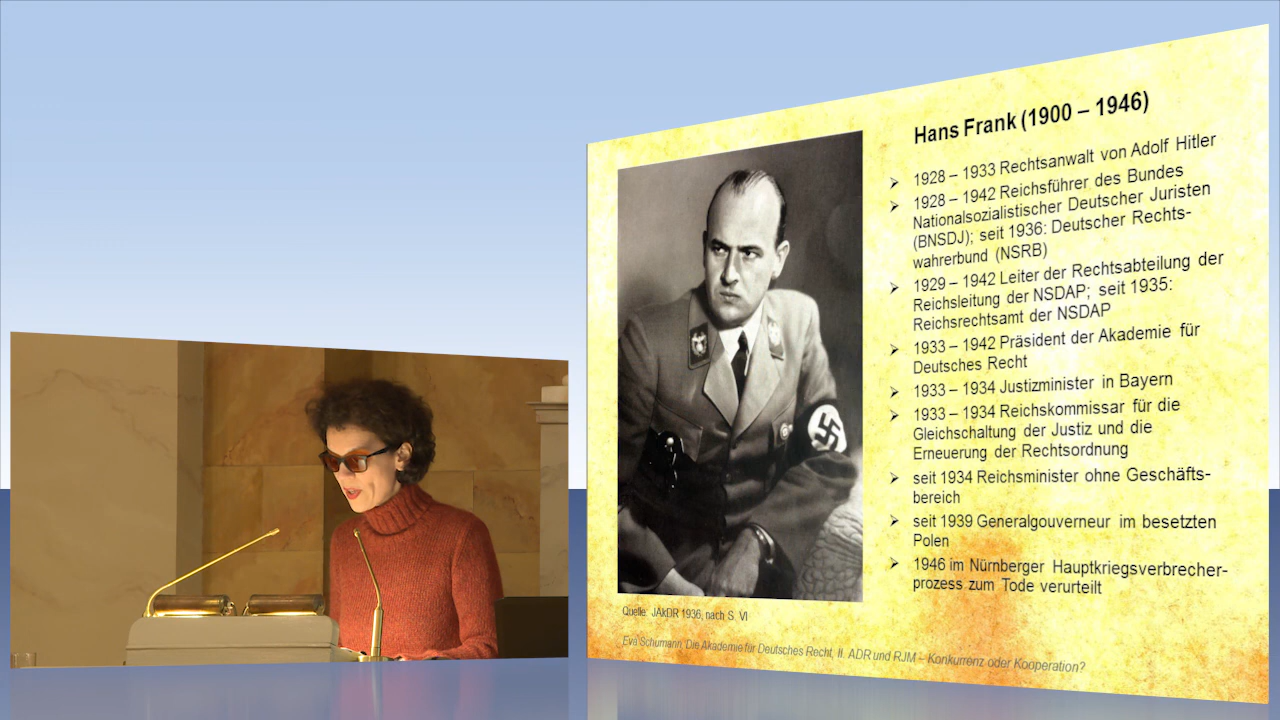 Hans Frank (1900 – 1946)
1928 – 1933 Rechtsanwalt von Adolf Hitler
1928 – 1942 Reichsführer des Bundes
Nationalsozialistischer Deutscher Juristen
(BNSDJ); seit 1936: Deutscher Rechts-
wahrerbund (NSRB)
1929 – 1942 Leiter der Rechtsabteilung der
Reichsleitung der NSDAP; seit 1935:
Reichsrechtsamt der NSDAP
1933 – 1942 Präsident der Akademie für
Deutsches Recht
1933 – 1934 Justizminister in Bayern
1933 – 1934 Reichskommissar für die
Gleichschaltung der Justiz und die
Erneuerung der Rechtsordnung
seit 1934 Reichsminister ohne Geschäfts-
bereich
seit 1939 Generalgouverneur im besetzten
Polen
1946 im Nürnberger Hauptkriegsverbrecher-
prozess zum Tode verurteilt
Quelle: JAkDR 1936, nach S. VI
Eva Schumann, Die Akademie für Deutsches Recht, II. ADR und RJM – Konkurrenz oder Kooperation?